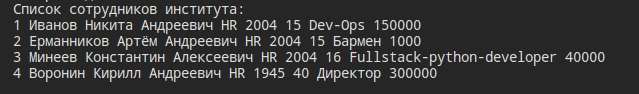 Список сотрудников института:
1 Иванов Никита Андреевич HR 2004 15 Dev-Ops 150000
2 Ерманников Артём Андреевич HR 2004 15 Бармен 1000
3 Минеев Константин Алексеевич HR 2004 16 Fullstack-python-developer 40000
4 Воронин Кирилл Андреевич HR 1945 40 Директор 300000